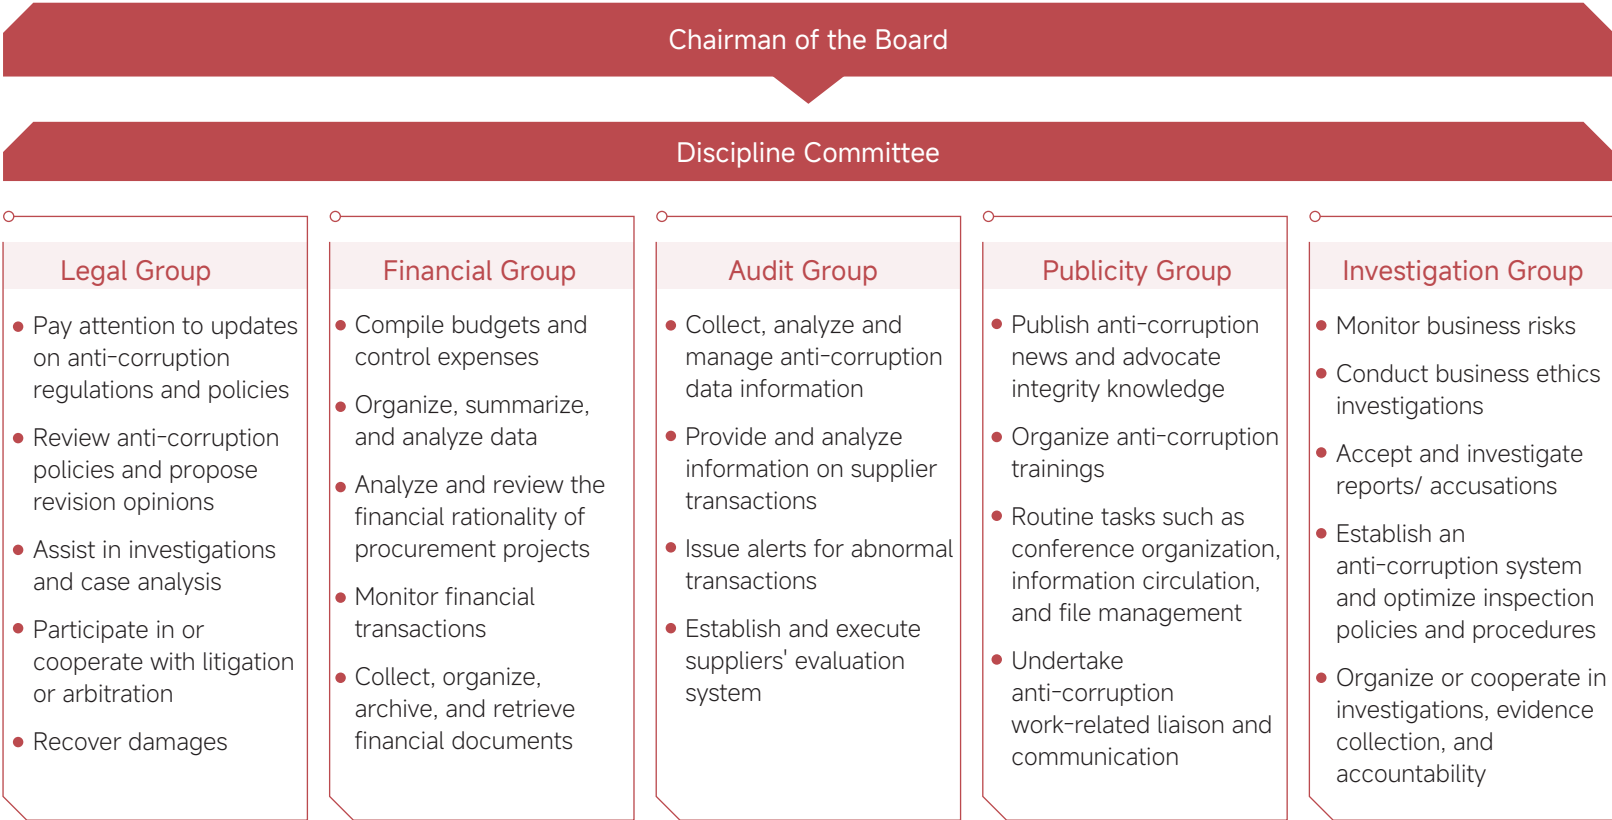 Chairman of the Board
Discipline Committee
Legal Group
• Pay attention to updates
on anti-corruption
regulations and policies
• Review anti-corruption
policies and propose
revision opinions
• Assist in investigations
and case analysis
• Participate in or
cooperate with litigation
or arbitration
• Recover damages
Financial Group
• Compile budgets and
control expenses
• Organize, summarize,
and analyze data
• Analyze and review the
financial rationality of
procurement projects
• Monitor financial
transactions
• Collect, organize,
archive, and retrieve
financial documents
Audit Group
• Collect, analyze and
manage anti-corruption
data information
• Provide and analyze
information on supplier
transactions
• Issue alerts for abnormal
transactions
• Establish and execute
suppliers' evaluation
system
Publicity Group
• Publish anti-corruption
news and advocate
integrity knowledge
• Organize anti-corruption
trainings
• Routine tasks such as
conference organization,
information circulation,
and file management
• Undertake
anti-corruption
work-related liaison and
communication
Investigation Group
• Monitor business risks
• Conduct business ethics
investigations
• Accept and investigate
reports/ accusations
• Establish an
anti-corruption system
and optimize inspection
policies and procedures
• Organize or cooperate in
investigations, evidence
collection, and
accountability